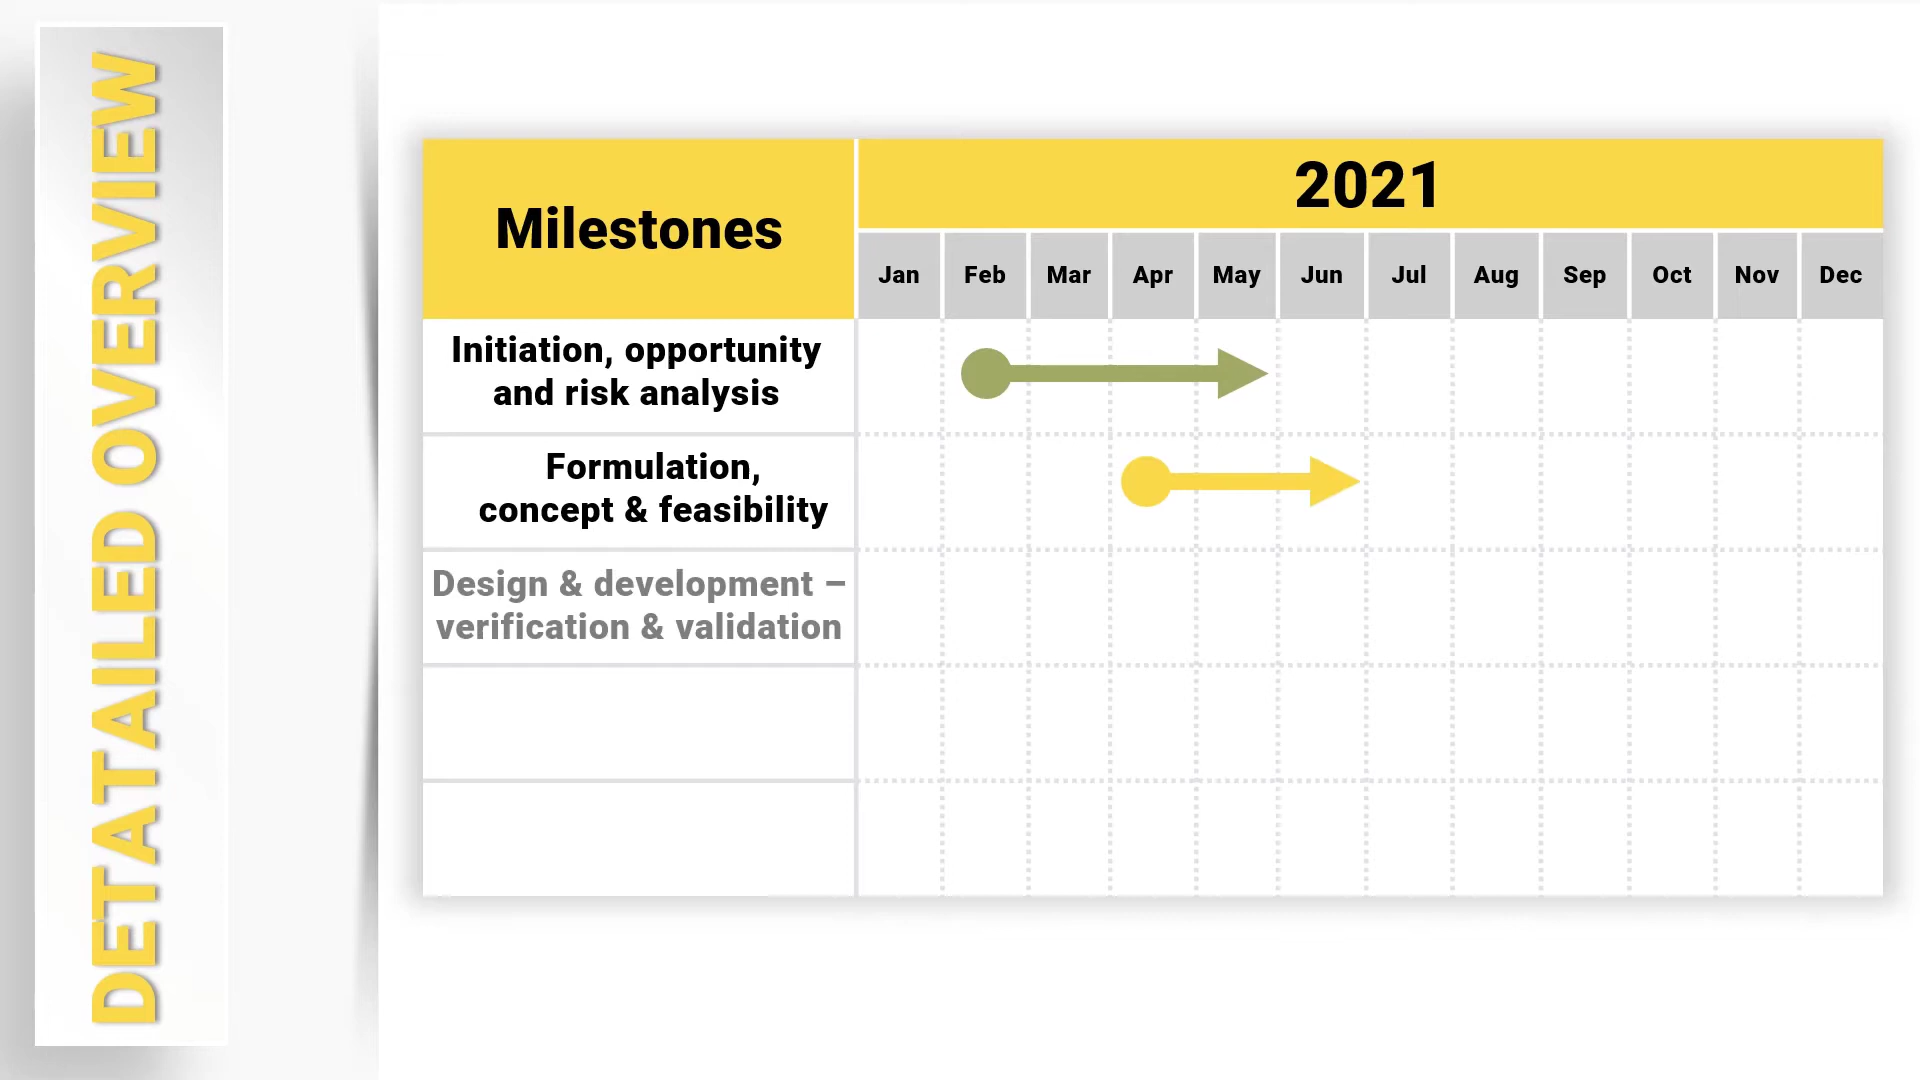 DETATAILED OVERVIEW
Milestones
2021
Jan Feb Mar Apr May Jun Jul Aug Sep Oct Nov Dec
Initiation, opportunity
and risk analysis
Formulation,
concept & feasibility
Design & development –
verification & validation